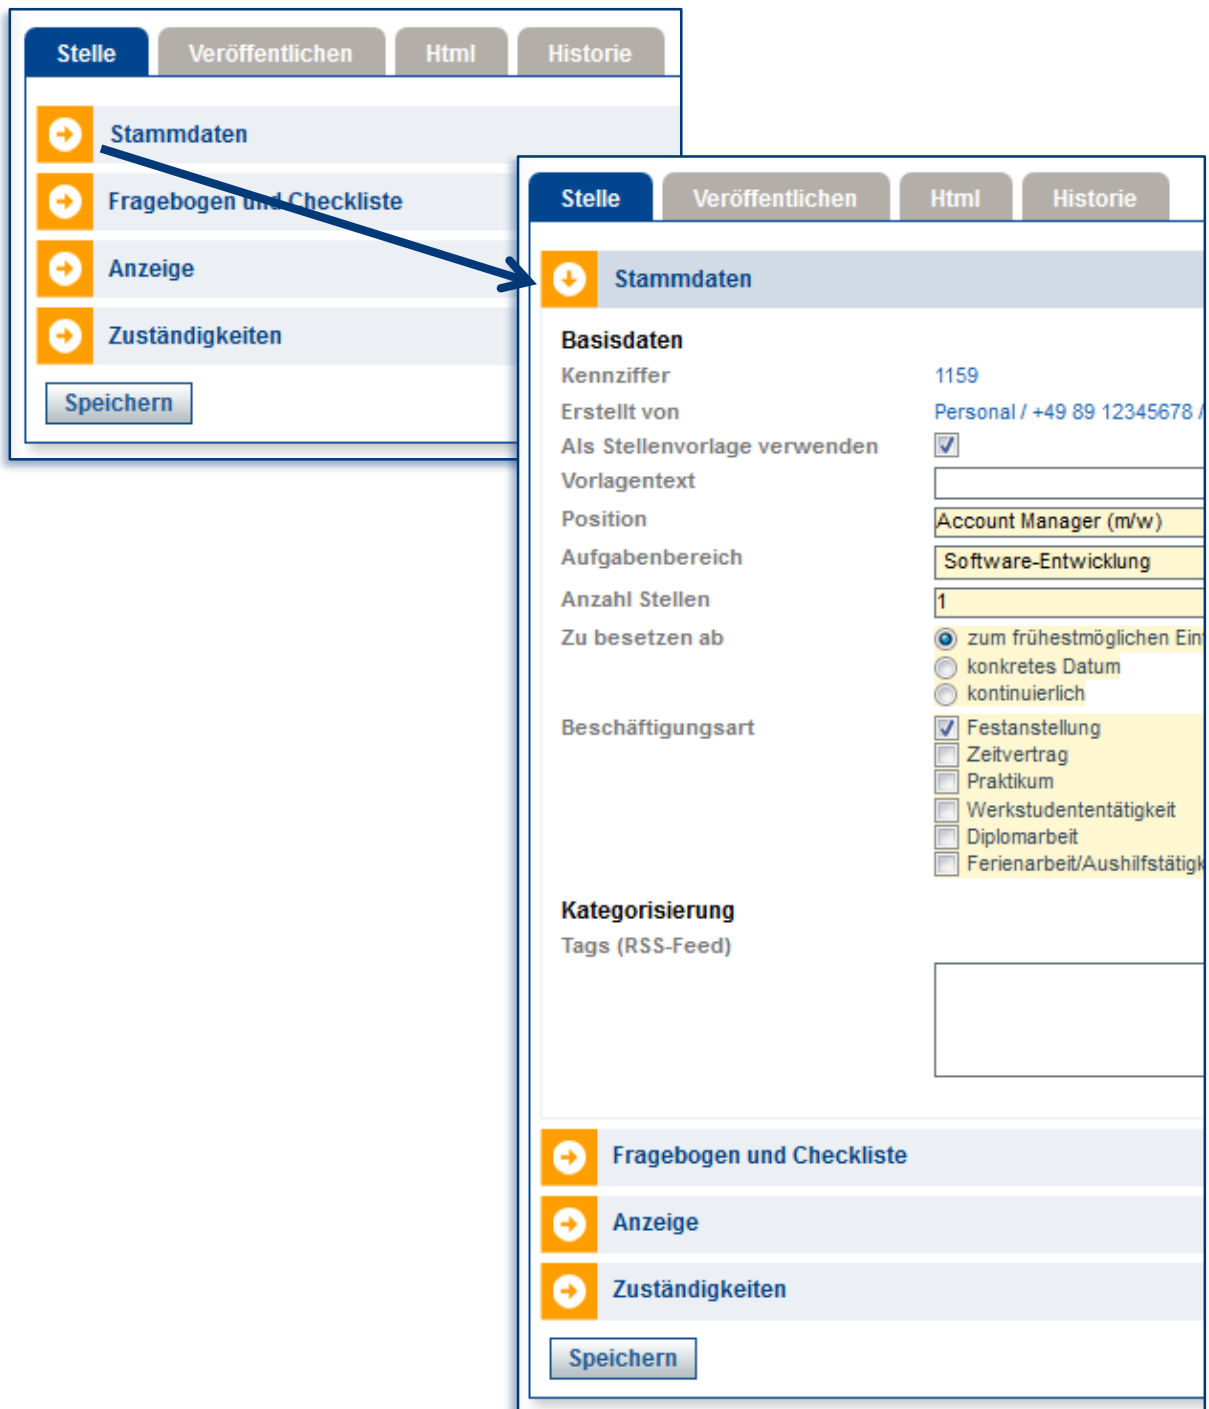 Stelle Veröffentlichen Html Historie
Stammdaten
Fragebogen und Checkliste
Anzeige
Zuständigkeiten
Speichern
Stelle Veröffentlichen Html Historie
Stammdaten
Basisdaten
Kennziffer 1159
Erstellt von Personal / +49 89 12345678 /
Als Stellenvorlage verwenden
Vorlagentext
Position Account Manager (m/w)
Aufgabenbereich Software-Entwicklung
Anzahl Stellen 1
Zu besetzen ab zum frühestmöglichen
konkretes Datum
kontinuierlich
Beschäftigungsart Festanstellung
Zeitvertrag
Praktikum
Werkstudententätigkeit
Diplomarbeit
Ferienarbeit/Aushilfstätigk
Kategorisierung
Tags (RSS-Feed)
Fragebogen und Checkliste
Anzeige
Zuständigkeiten
Speichern